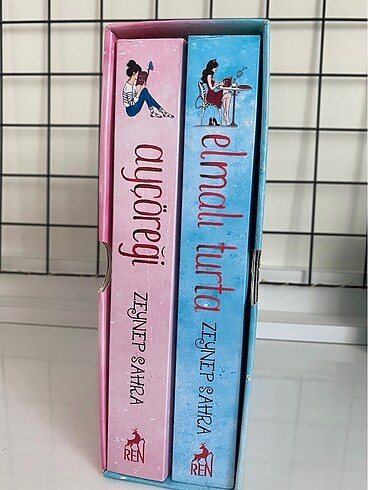 ayçöreği
ZEYNEP SAHRA
REN
elmalı turta
ZEYNEP SAHRA
REN